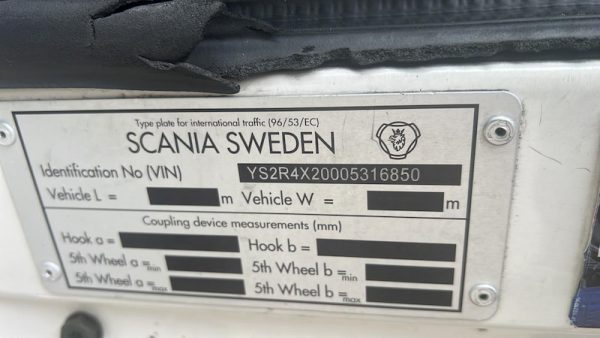 Type plate for international traffic (96/53/EC)
SCANIA SWEDEN
Identification No (VIN) YS2R4X20005316850
Vehicle L = m Vehicle W = m
Coupling device measurements (mm)
Hook a = Hook b =
5th Wheel a =min 5th Wheel b =min
5th Wheel a =max 5th Wheel b =max